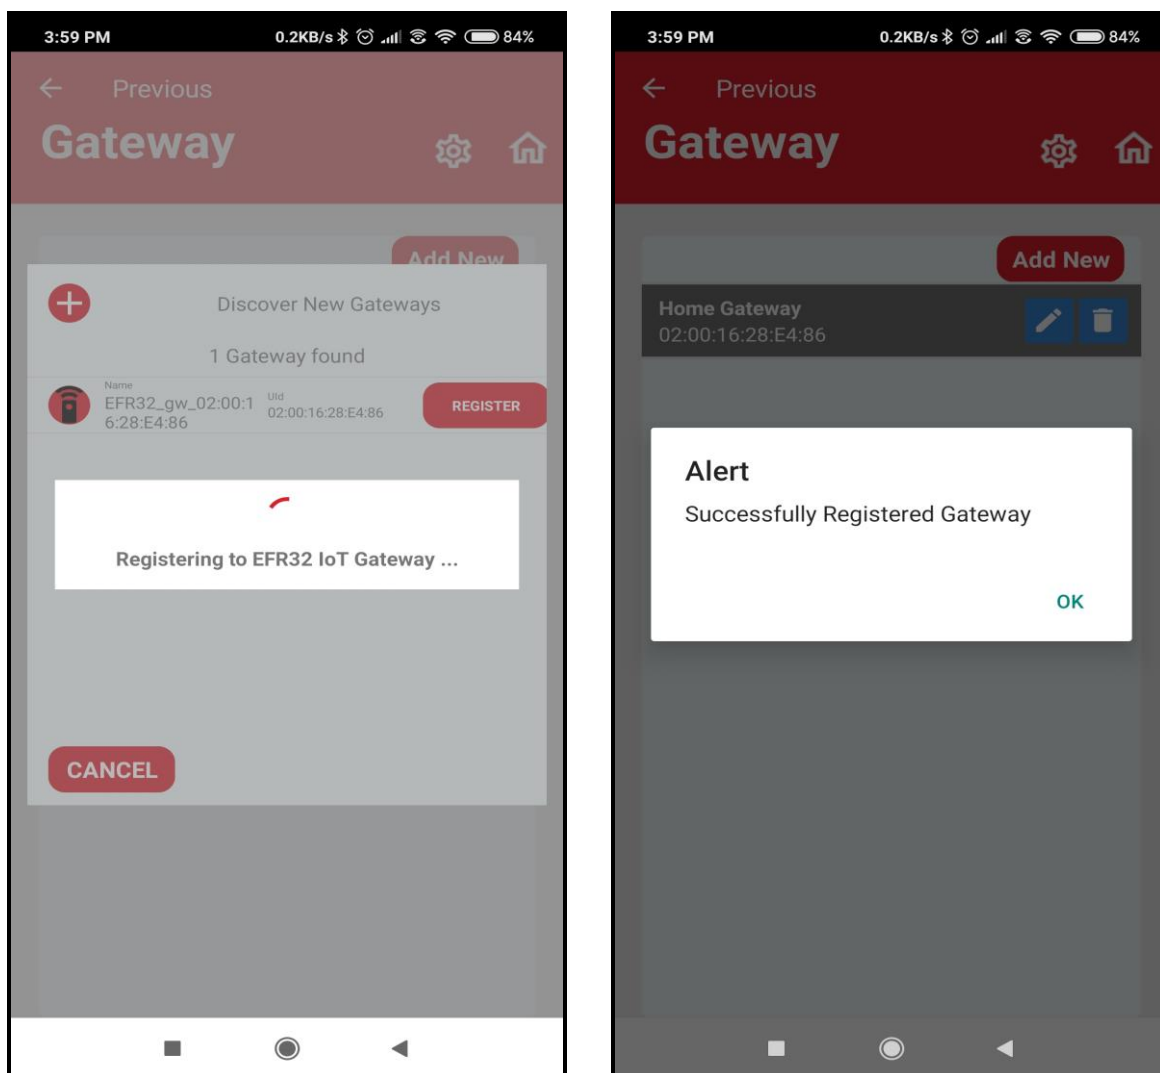 3:59 PM
0.2KB/s
84%
Previous
Gateway
Add New
Discover New Gateways
1 Gateway found
Name
EFR32_gw_02:00:1
6:28:E4:86
UId
02:00:16:28:E4:86
REGISTER
Registering to EFR32 IoT Gateway ...
CANCEL
3:59 PM
0.2KB/s
84%
Previous
Gateway
Add New
Home Gateway
02:00:16:28:E4:86
Alert
Successfully Registered Gateway
OK